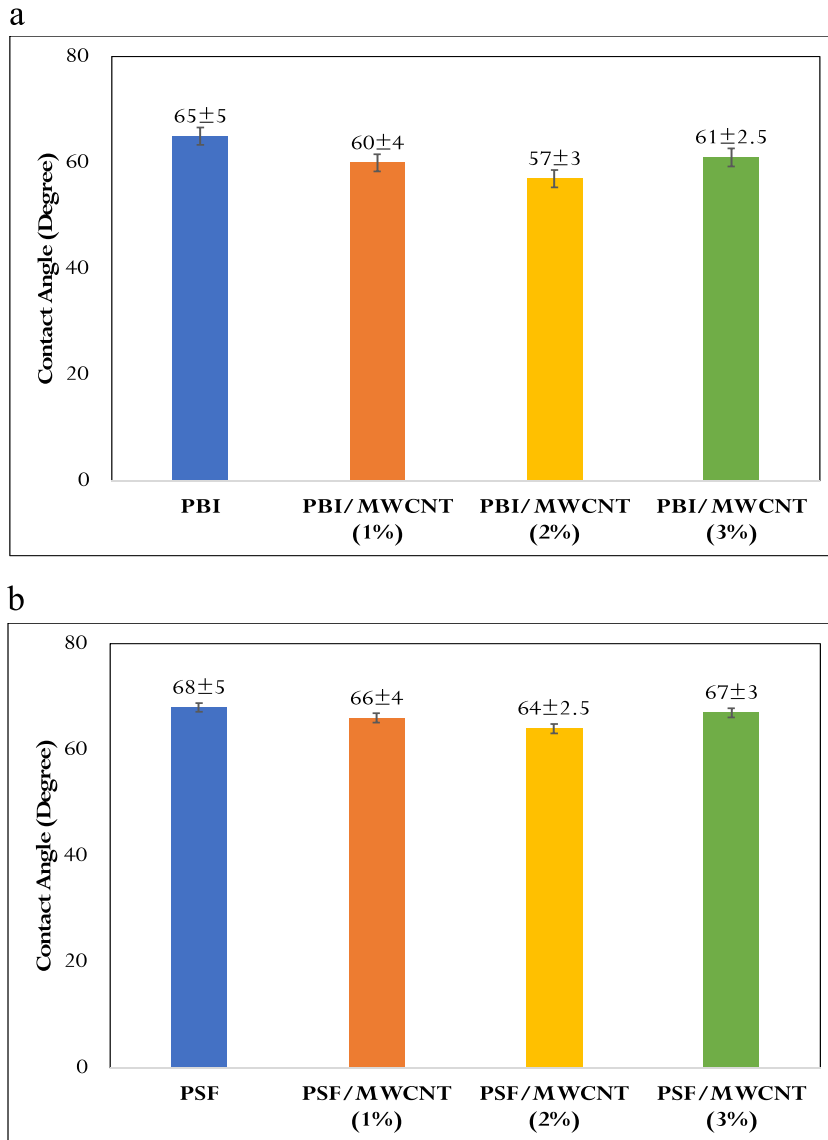 a
80
60
40
20
0
Contact Angle (Degree)
65±5
60±4
57±3
61±2.5
PBI
PBI/MWCNT
(1%)
PBI/MWCNT
(2%)
PBI/MWCNT
(3%)
b
80
60
40
20
0
Contact Angle (Degree)
68±5
66±4
64±2.5
67±3
PSF
PSF/MWCNT
(1%)
PSF/MWCNT
(2%)
PSF/MWCNT
(3%)